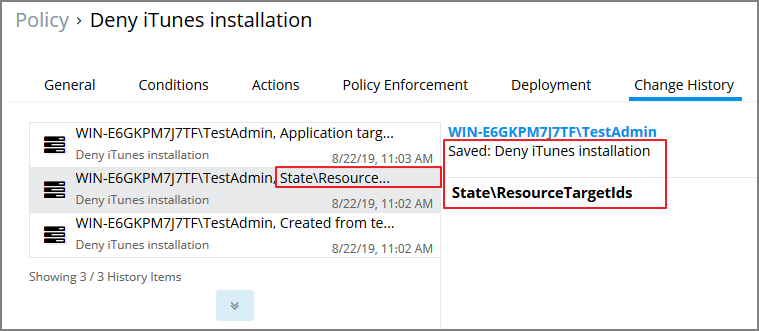 Policy › Deny iTunes installation
General Conditions Actions Policy Enforcement Deployment Change History
WIN-E6GKPM7J7TF\TestAdmin, Application targ...
Deny iTunes installation 8/22/19, 11:03 AM
WIN-E6GKPM7J7TF\TestAdmin, State\Resource...
Deny iTunes installation 8/22/19, 11:02 AM
WIN-E6GKPM7J7TF\TestAdmin, Created from te...
Deny iTunes installation 8/22/19, 11:02 AM
Showing 3 / 3 History Items
WIN-E6GKPM7J7TF\TestAdmin
Saved: Deny iTunes installation
State\ResourceTargetIds